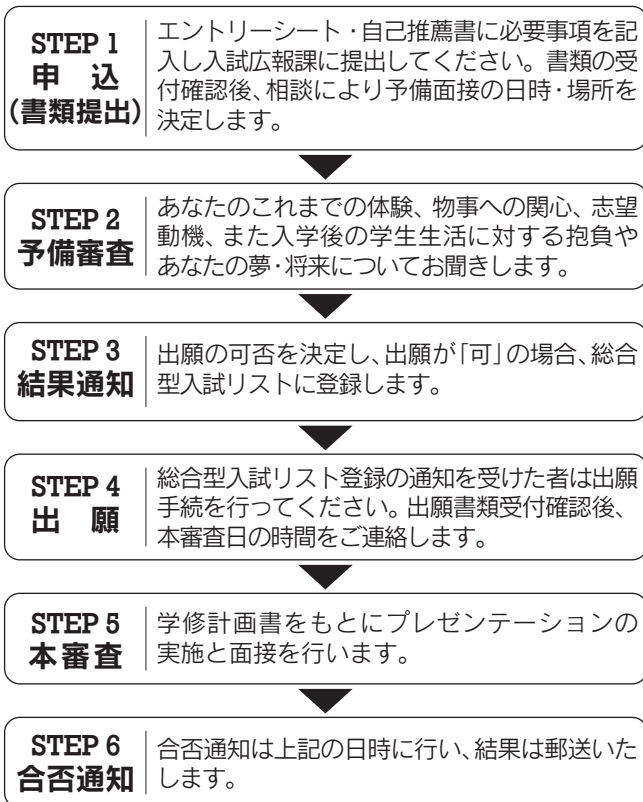 STEP 1
申 込
(書類提出)
エントリーシート・自己推薦書に必要事項を記
入し入試広報課に提出してください。書類の受
付確認後、相談により予備面接の日時・場所を
決定します。
STEP 2
予備審査
あなたのこれまでの体験、物事への関心、志望
動機、また入学後の学生生活に対する抱負や
あなたの夢・将来についてお聞きします。
STEP 3
結果通知
出願の可否を決定し、出願が「可」の場合、総合
型入試リストに登録します。
STEP 4
出 願
総合型入試リスト登録の通知を受けた者は出願
手続を行ってください。出願書類受付確認後、
本審査日の時間をご連絡します。
STEP 5
本審査
学修計画書をもとにプレゼンテーションの
実施と面接を行います。
STEP 6
合否通知
合否通知は上記の日時に行い、結果は郵送いた
します。